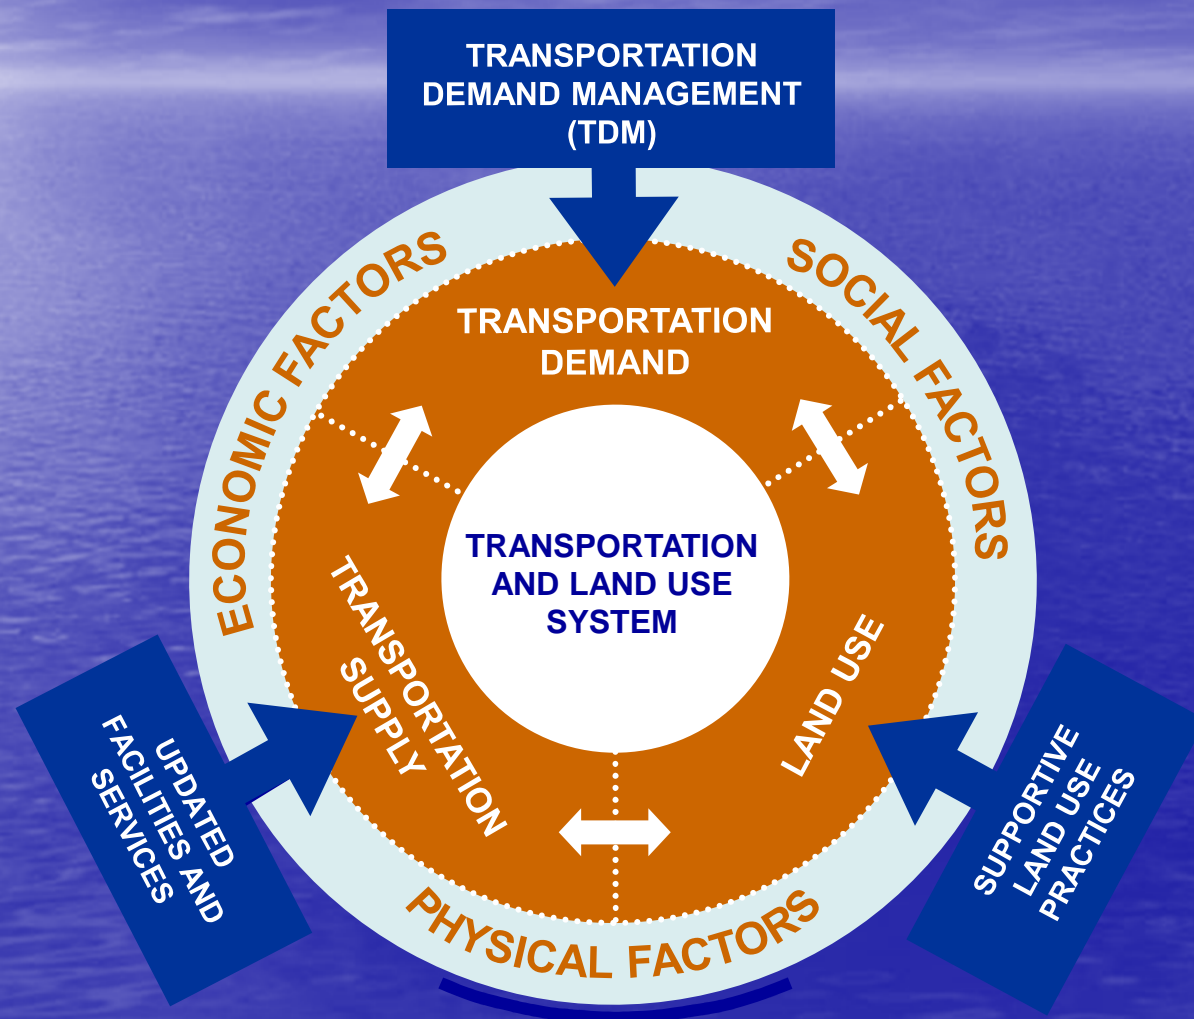 TRANSPORTATION
DEMAND MANAGEMENT
(TDM)
ECONOMIC FACTORS
SOCIAL FACTORS
TRANSPORTATION
DEMAND
TRANSPORTATION
AND LAND USE
SYSTEM
TRANSPORTATION
SUPPLY
LAND USE
UPDATED
FACILITIES AND
SERVICES
SUPPORTIVE
LAND USE
PRACTICES
PHYSICAL FACTORS